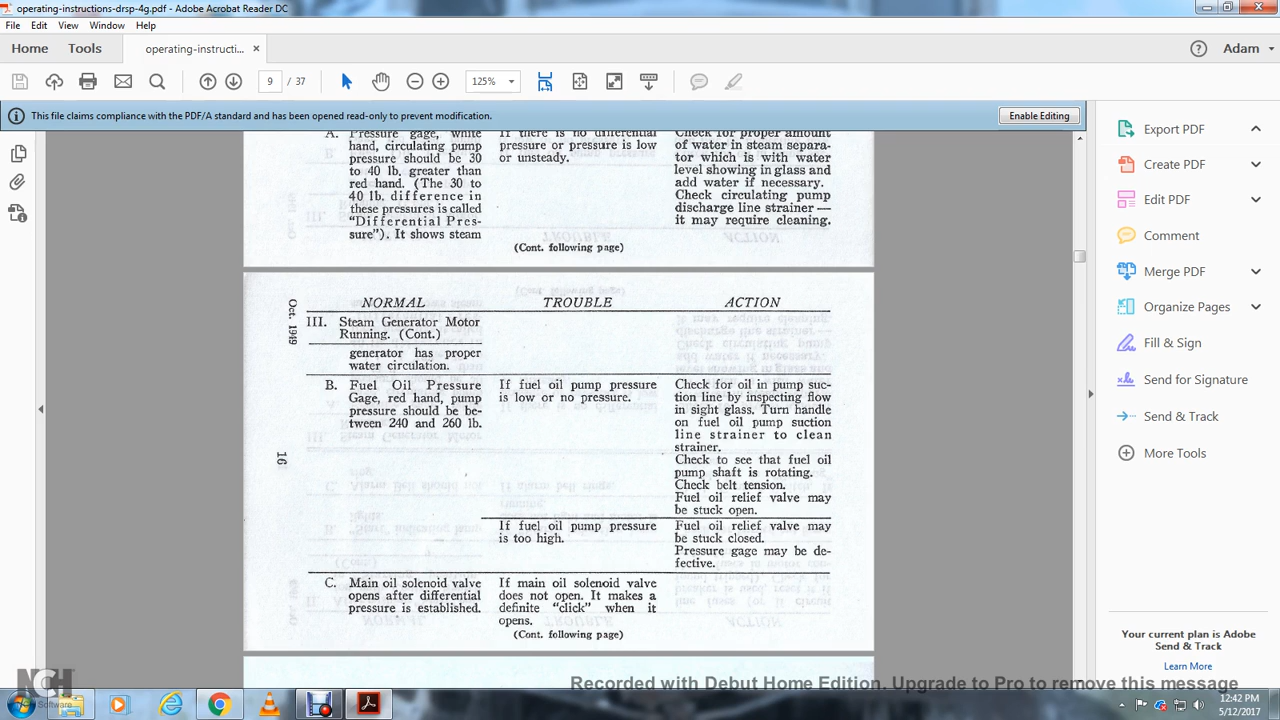 operating-instructions-drsp-4g.pdf - Adobe Acrobat Reader DC
File Edit View Window Help
Home Tools operating-instructi... × Adam
9 / 37 125%
This file claims compliance with the PDF/A standard and has been opened read-only to prevent modification. Enable Editing
A. Pressure gage, white
hand, circulating pump
pressure should be 30
to 40 lb. greater than
red hand. (The 30 to
40 lb. difference in
these pressures is called
"Differential Pres-
sure"). It shows steam
If there is no differential
pressure or pressure is low
or unsteady.
Check for proper amount
of water in steam separa-
tor which is with water
level showing in glass and
add water if necessary.
Check circulating pump
discharge line strainer —
it may require cleaning.
(Cont. following page)
Oct. 1949
16
NORMAL TROUBLE ACTION
III. Steam Generator Motor
Running. (Cont.)
generator has proper
water circulation.
B. Fuel Oil Pressure
Gage, red hand, pump
pressure should be be-
tween 240 and 260 lb.
If fuel oil pump pressure
is low or no pressure.
Check for oil in pump suc-
tion line by inspecting flow
in sight glass. Turn handle
on fuel oil pump suction
line strainer to clean
strainer.
Check to see that fuel oil
pump shaft is rotating.
Check belt tension.
Fuel oil relief valve may
be stuck open.
If fuel oil pump pressure
is too high.
Fuel oil relief valve may
be stuck closed.
Pressure gage may be de-
fective.
C. Main oil solenoid valve
opens after differential
pressure is established.
If main oil solenoid valve
does not open. It makes a
definite "click" when it
opens.
(Cont. following page)
Export PDF
Create PDF
Edit PDF
Comment
Merge PDF
Organize Pages
Fill & Sign
Send for Signature
Send & Track
More Tools
Your current plan is Adobe
Send & Track
Learn More
NCH
Software
Recorded with Debut Home Edition. Upgrade to Pro to remove this message
12:42 PM
5/12/2017